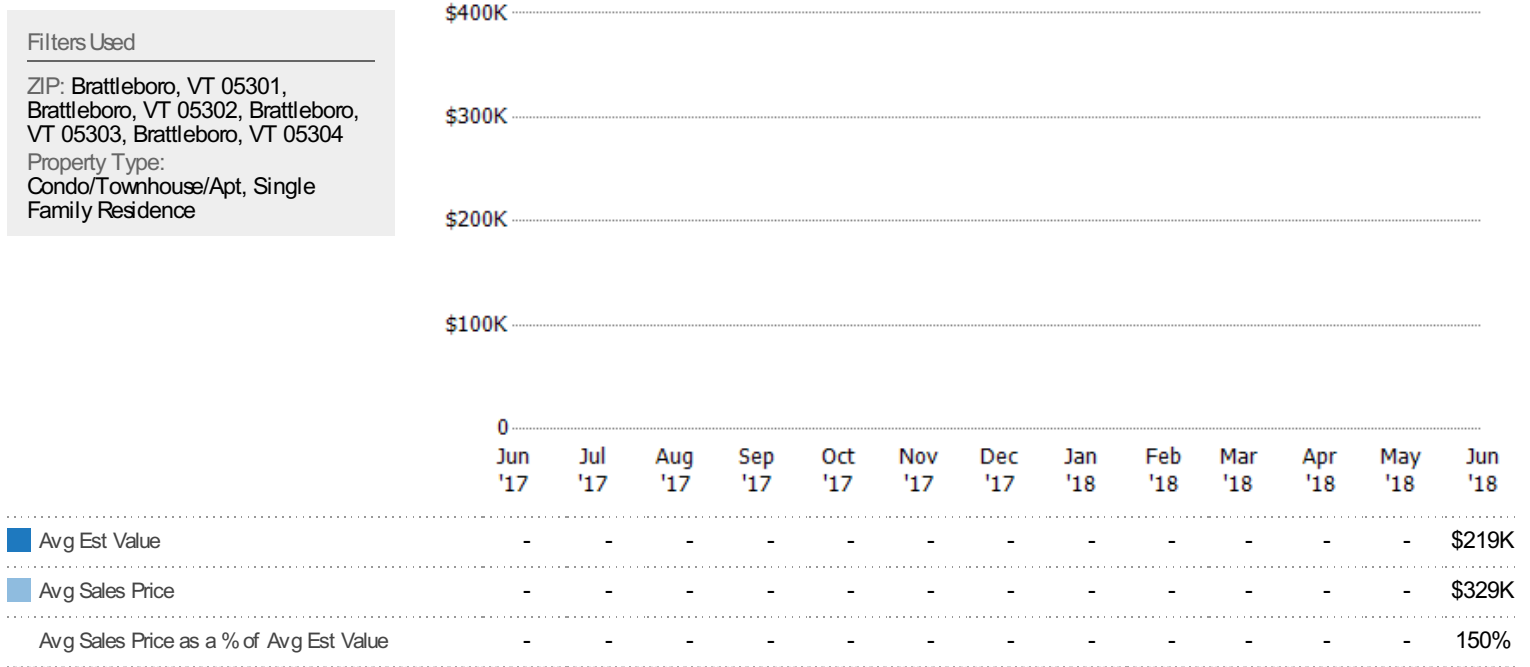 Filters Used
ZIP: Brattleboro, VT 05301,
Brattleboro, VT 05302, Brattleboro,
VT 05303, Brattleboro, VT 05304
Property Type:
Condo/Townhouse/Apt, Single
Family Residence
$400K
$300K
$200K
$100K
0
Jun Jul Aug Sep Oct Nov Dec Jan Feb Mar Apr May Jun
'17 '17 '17 '17 '17 '17 '17 '18 '18 '18 '18 '18 '18
Avg Est Value - - - - - - - - - - - - $219K
Avg Sales Price - - - - - - - - - - - - $329K
Avg Sales Price as a % of Avg Est Value - - - - - - - - - - - - 150%